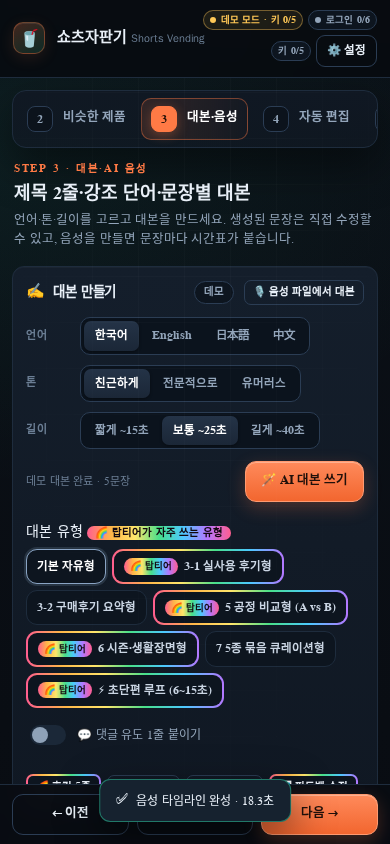 데모 모드 · 키 0/5
로그인 0/6
쇼츠자판기 Shorts Vending
키 0/5
⚙️ 설정
2 비슷한 제품
3 대본·음성
4 자동 편집
STEP 3 · 대본·AI 음성
제목 2줄·강조 단어·문장별 대본
언어·톤·길이를 고르고 대본을 만드세요. 생성된 문장은 직접 수정할
수 있고, 음성을 만들면 문장마다 시간표가 붙습니다.
✍️ 대본 만들기
데모
🎙️ 음성 파일에서 대본
언어
한국어 English 日本語 中文
톤
친근하게 전문적으로 유머러스
길이
짧게 ~15초 보통 ~25초 길게 ~40초
데모 대본 완료 · 5문장
🪄 AI 대본 쓰기
대본 유형 🌈 탑티어가 자주 쓰는 유형
기본 자유형
🌈 탑티어 3-1 실사용 후기형
3-2 구매후기 요약형
🌈 탑티어 5 공정 비교형 (A vs B)
🌈 탑티어 6 시즌·생활장면형
7 5종 묶음 큐레이션형
🌈 탑티어 ⚡ 초단편 루프 (6~15초)
💬 댓글 유도 1줄 붙이기
✅ 음성 타임라인 완성 · 18.3초
← 이전
다음 →